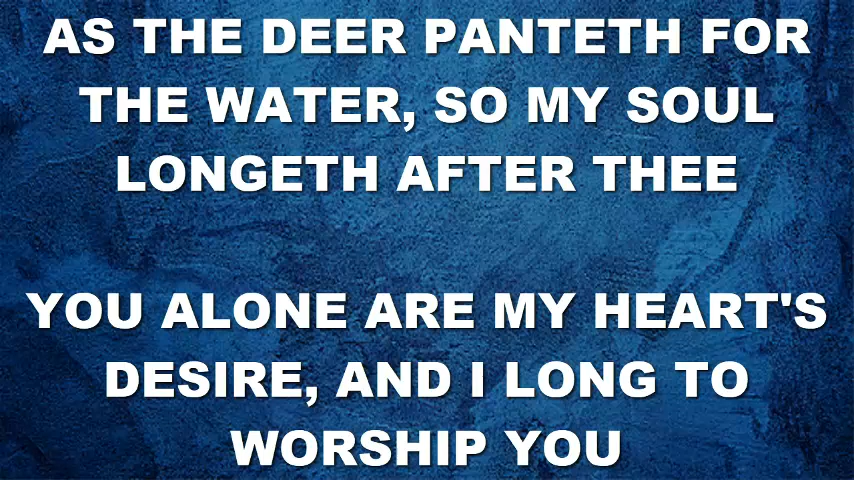 AS THE DEER PANTETH FOR
THE WATER, SO MY SOUL
LONGETH AFTER THEE
YOU ALONE ARE MY HEART'S
DESIRE, AND I LONG TO
WORSHIP YOU